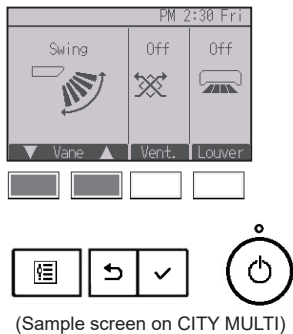 PM 2:30 Fri
Swing Off Off
Vane Vent. Louver
(Sample screen on CITY MULTI)